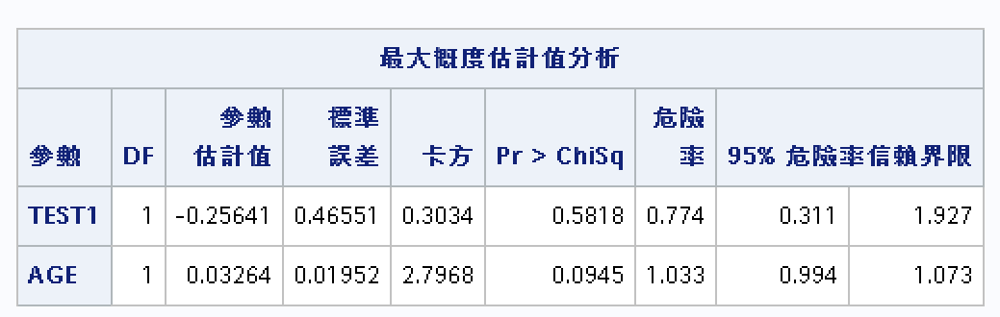 最大概度估計值分析
參數 DF 參數估計值 標準誤差 卡方 Pr > ChiSq 危險率 95% 危險率信賴界限
TEST1 1 -0.25641 0.46551 0.3034 0.5818 0.774 0.311 1.927
AGE 1 0.03264 0.01952 2.7968 0.0945 1.033 0.994 1.073